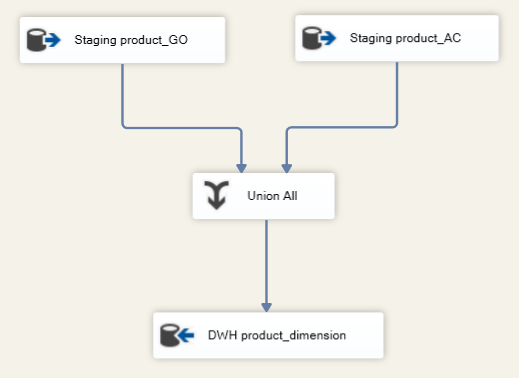 Staging product_GO
Staging product_AC
Union All
DWH product_dimension